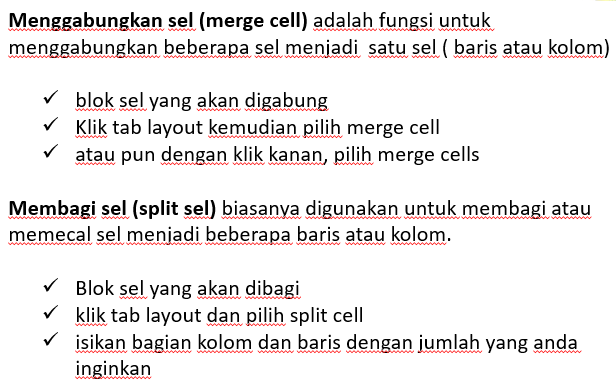 Menggabungkan sel (merge cell) adalah fungsi untuk
menggabungkan beberapa sel menjadi  satu sel ( baris atau kolom)
✓ blok sel yang akan digabung
✓ Klik tab layout kemudian pilih merge cell
✓ atau pun dengan klik kanan, pilih merge cells
Membagi sel (split sel) biasanya digunakan untuk membagi atau
memecal sel menjadi beberapa baris atau kolom.
✓ Blok sel yang akan dibagi
✓ klik tab layout dan pilih split cell
✓ isikan bagian kolom dan baris dengan jumlah yang anda
inginkan